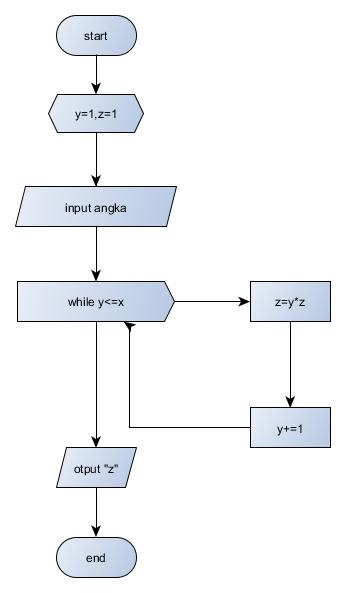 start
y=1,z=1
input angka
while y<=x
z=y*z
y+=1
otput "z"
end